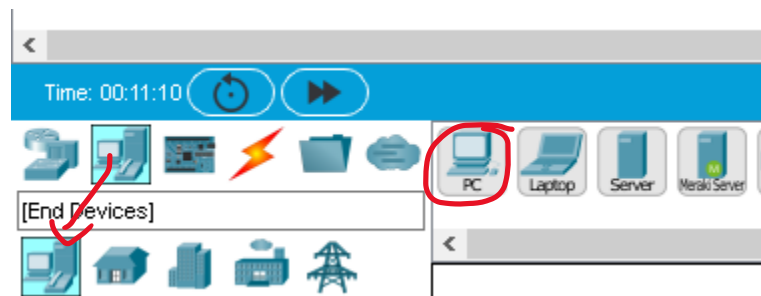 Time: 00:11:10
PC
Laptop
Server
Meraki Server
[End Devices]